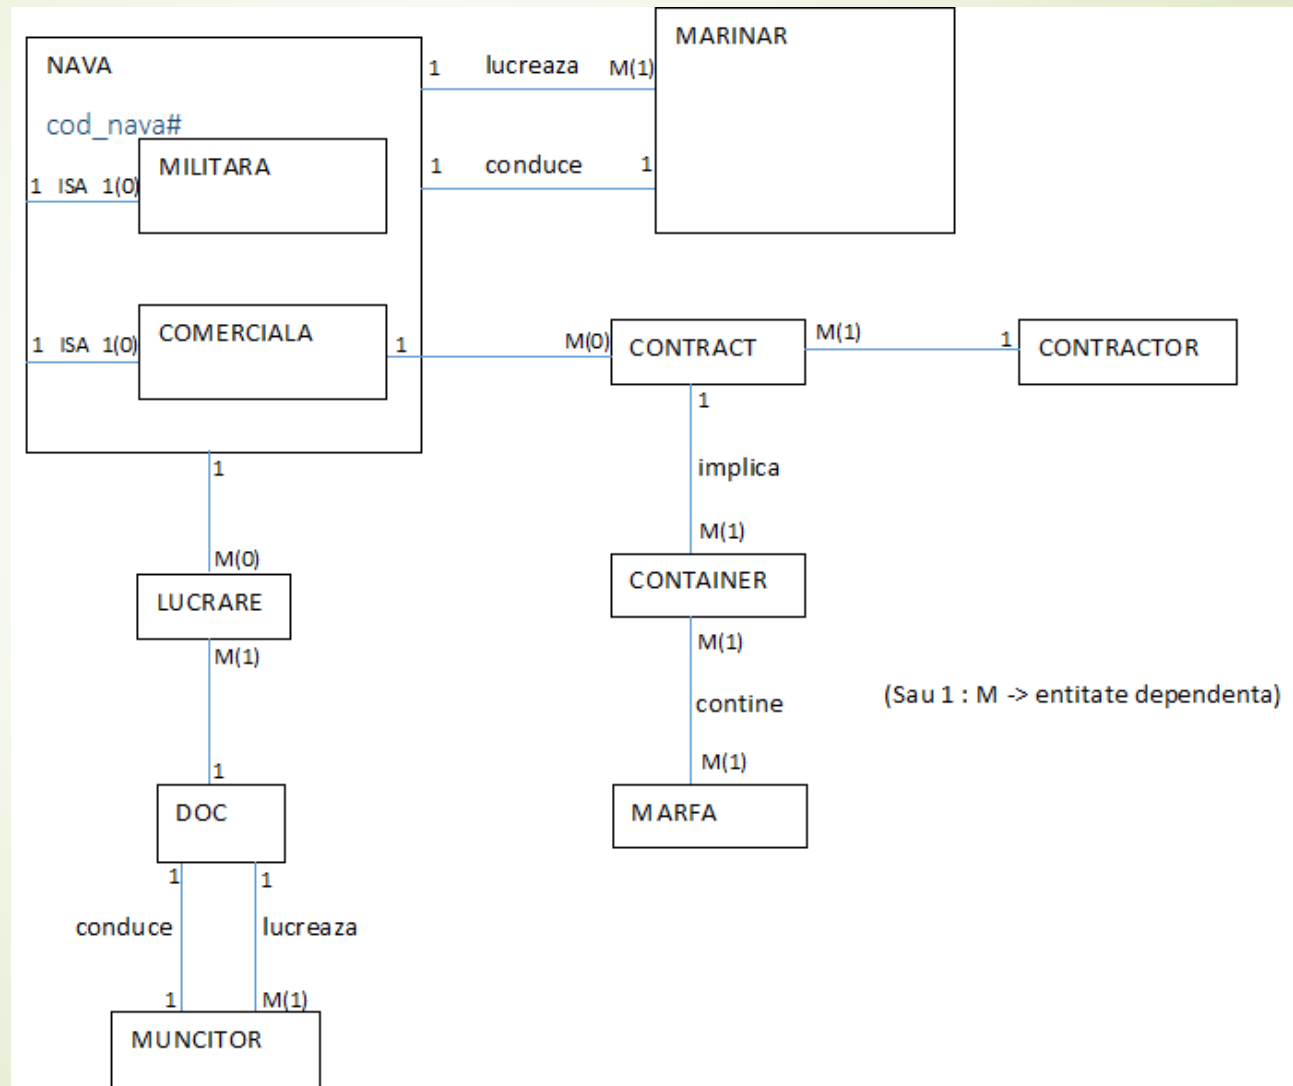 MARINAR
NAVA
1 lucreaza M(1)
cod_nava#
MILITARA
1 conduce 1
1 ISA 1(0)
COMERCIALA
1 ISA 1(0)
1
M(0)
CONTRACT
M(1)
1
CONTRACTOR
1
1
implica
M(1)
M(0)
CONTAINER
LUCRARE
M(1)
M(1)
contine
(Sau 1 : M -> entitate dependenta)
M(1)
1
DOC
MARFA
1
1
conduce
lucreaza
1
M(1)
MUNCITOR